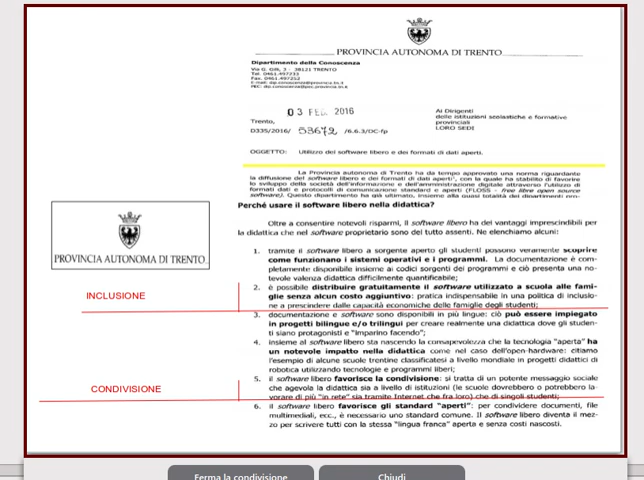 PROVINCIA AUTONOMA DI TRENTO
Dipartimento della Conoscenza
Via G. Gilli, 3 - 38121 TRENTO
Tel. 0461.497233
Fax. 0461.497252
E-mail: dip.conoscenza@provincia.tn.it
PEC: dip.conoscenza@pec.provincia.tn.it
03 FEB 2016
Ai Dirigenti
delle istituzioni scolastiche e formative
provinciali
LORO SEDI
Trento,
D335/2016/ 53672 /6.6.3/OC-fp
OGGETTO: Utilizzo del software libero e dei formati di dati aperti.
La Provincia autonoma di Trento ha da tempo approvato una norma riguardante
la diffusione del software libero e dei formati di dati aperti, con la quale ha stabilito di favorire
lo sviluppo della società dell'informazione e dell'amministrazione digitale attraverso l'utilizzo di
formati dati e protocolli di comunicazione standard e aperti (FLOSS - free libre open source
software). Questo dipartimento ha già ultimato, insieme alla quasi totalità dei dipartimenti pro-
Perché usare il software libero nella didattica?
Oltre a consentire notevoli risparmi, il software libero ha dei vantaggi imprescindibili per
la didattica che nel software proprietario sono del tutto assenti. Ne elenchiamo alcuni:
1. tramite il software libero a sorgente aperto gli studenti possono veramente scoprire
come funzionano i sistemi operativi e i programmi. La documentazione è com-
pletamente disponibile insieme ai codici sorgenti dei programmi e ciò presenta una no-
tevole valenza didattica difficilmente quantificabile;
2. è possibile distribuire gratuitamente il software utilizzato a scuola alle fami-
glie senza alcun costo aggiuntivo: pratica indispensabile in una politica di inclusio-
ne a prescindere dalle capacità economiche delle famiglie degli studenti;
3. documentazione e software sono disponibili in più lingue: ciò può essere impiegato
in progetti bilingue e/o trilingui per creare realmente una didattica dove gli studen-
ti siano protagonisti e "imparino facendo";
4. insieme al software libero sta nascendo la consapevolezza che la tecnologia "aperta" ha
un notevole impatto nella didattica come nel caso dell'open-hardware: citiamo
l'esempio di alcune scuole trentine classificatesi a livello mondiale in progetti didattici di
robotica utilizzando tecnologie e programmi liberi;
5. il software libero favorisce la condivisione: si tratta di un potente messaggio sociale
che agevola la didattica sia a livello di istituzioni (le scuole dovrebbero o potrebbero la-
vorare di più "in rete" sia tramite Internet che fra loro) che di singoli studenti;
6. il software libero favorisce gli standard "aperti": per condividere documenti, file
multimediali, ecc., è necessario uno standard comune. Il software libero diventa il mez-
zo per scrivere tutti con la stessa "lingua franca" aperta e senza costi nascosti.
PROVINCIA AUTONOMA DI TRENTO
INCLUSIONE
CONDIVISIONE
Ferma la condivisione
Chiudi